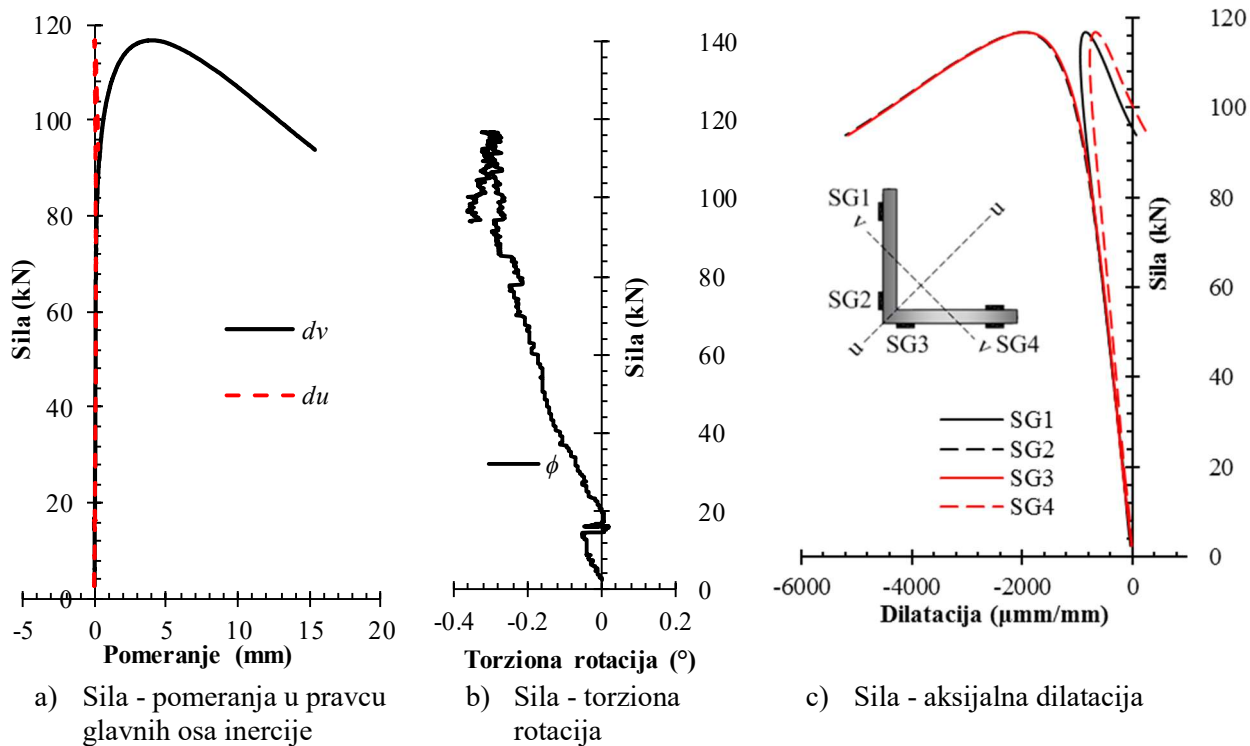 120
100
80
60
40
20
0
-5
0
5
10
15
20
Sila (kN)
Pomeranje (mm)
dv
du
140
120
100
80
60
40
20
0
-0.4
-0.2
0
0.2
Sila (kN)
Torziona rotacija (°)
ϕ
120
100
80
60
40
20
0
-6000
-4000
-2000
0
Sila (kN)
Dilatacija (μmm/mm)
SG1
v
u
SG2
u
SG3
v
SG4
SG1
SG2
SG3
SG4
a) Sila - pomeranja u pravcu
glavnih osa inercije
b) Sila - torziona
rotacija
c) Sila - aksijalna dilatacija